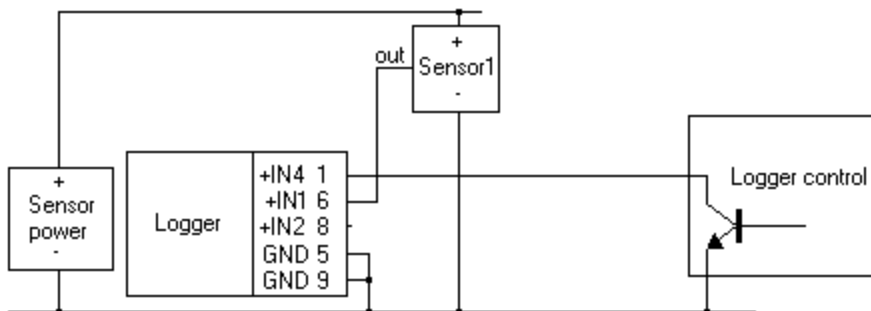 +
out
Sensor1
-
+
Sensor
power
-
Logger
+IN4 1
+IN1 6
+IN2 8
GND 5
GND 9
Logger control